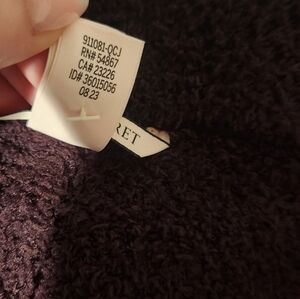 911081-QCJ
RN# 54867
CA# 23226
ID# 36015056
08 23
RET